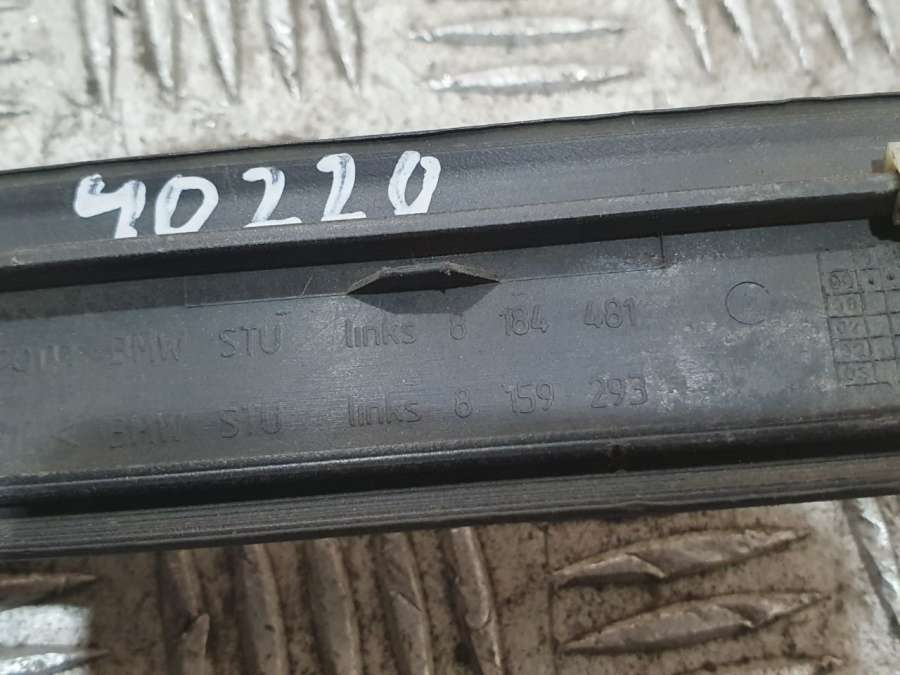 40220
BMW STU links 8 184 481
< BMW STU links 8 159 293